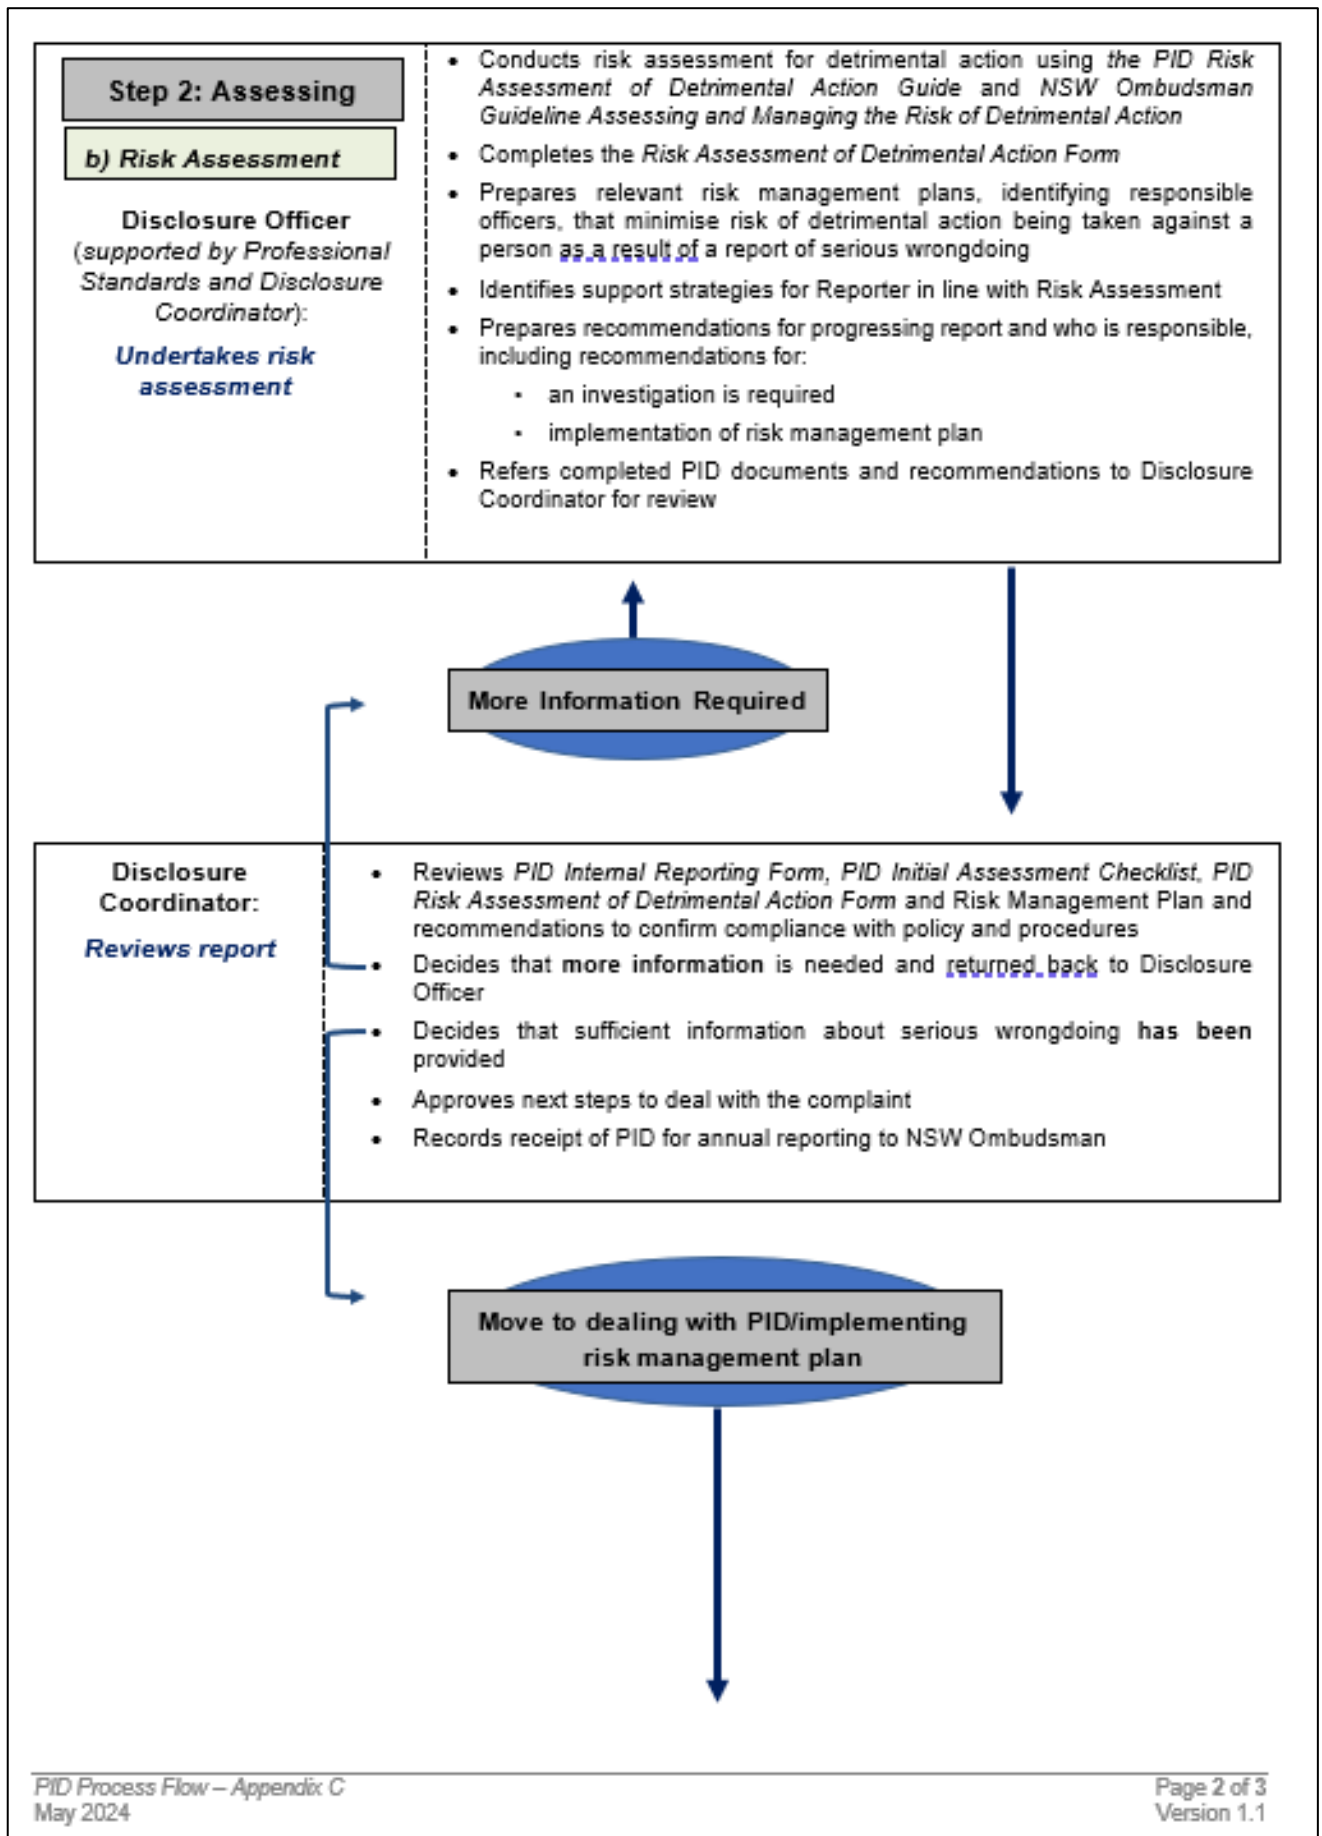 Step 2: Assessing
b) Risk Assessment
Disclosure Officer
(supported by Professional
Standards and Disclosure
Coordinator):
Undertakes risk
assessment
• Conducts risk assessment for detrimental action using the PID Risk
Assessment of Detrimental Action Guide and NSW Ombudsman
Guideline Assessing and Managing the Risk of Detrimental Action
• Completes the Risk Assessment of Detrimental Action Form
• Prepares relevant risk management plans, identifying responsible
officers, that minimise risk of detrimental action being taken against a
person as a result of a report of serious wrongdoing
• Identifies support strategies for Reporter in line with Risk Assessment
• Prepares recommendations for progressing report and who is responsible,
including recommendations for:
▪ an investigation is required
▪ implementation of risk management plan
• Refers completed PID documents and recommendations to Disclosure
Coordinator for review
More Information Required
Disclosure
Coordinator:
Reviews report
• Reviews PID Internal Reporting Form, PID Initial Assessment Checklist, PID
Risk Assessment of Detrimental Action Form and Risk Management Plan and
recommendations to confirm compliance with policy and procedures
• Decides that more information is needed and returned back to Disclosure
Officer
• Decides that sufficient information about serious wrongdoing has been
provided
• Approves next steps to deal with the complaint
• Records receipt of PID for annual reporting to NSW Ombudsman
Move to dealing with PID/implementing
risk management plan
PID Process Flow – Appendix C
May 2024
Page 2 of 3
Version 1.1